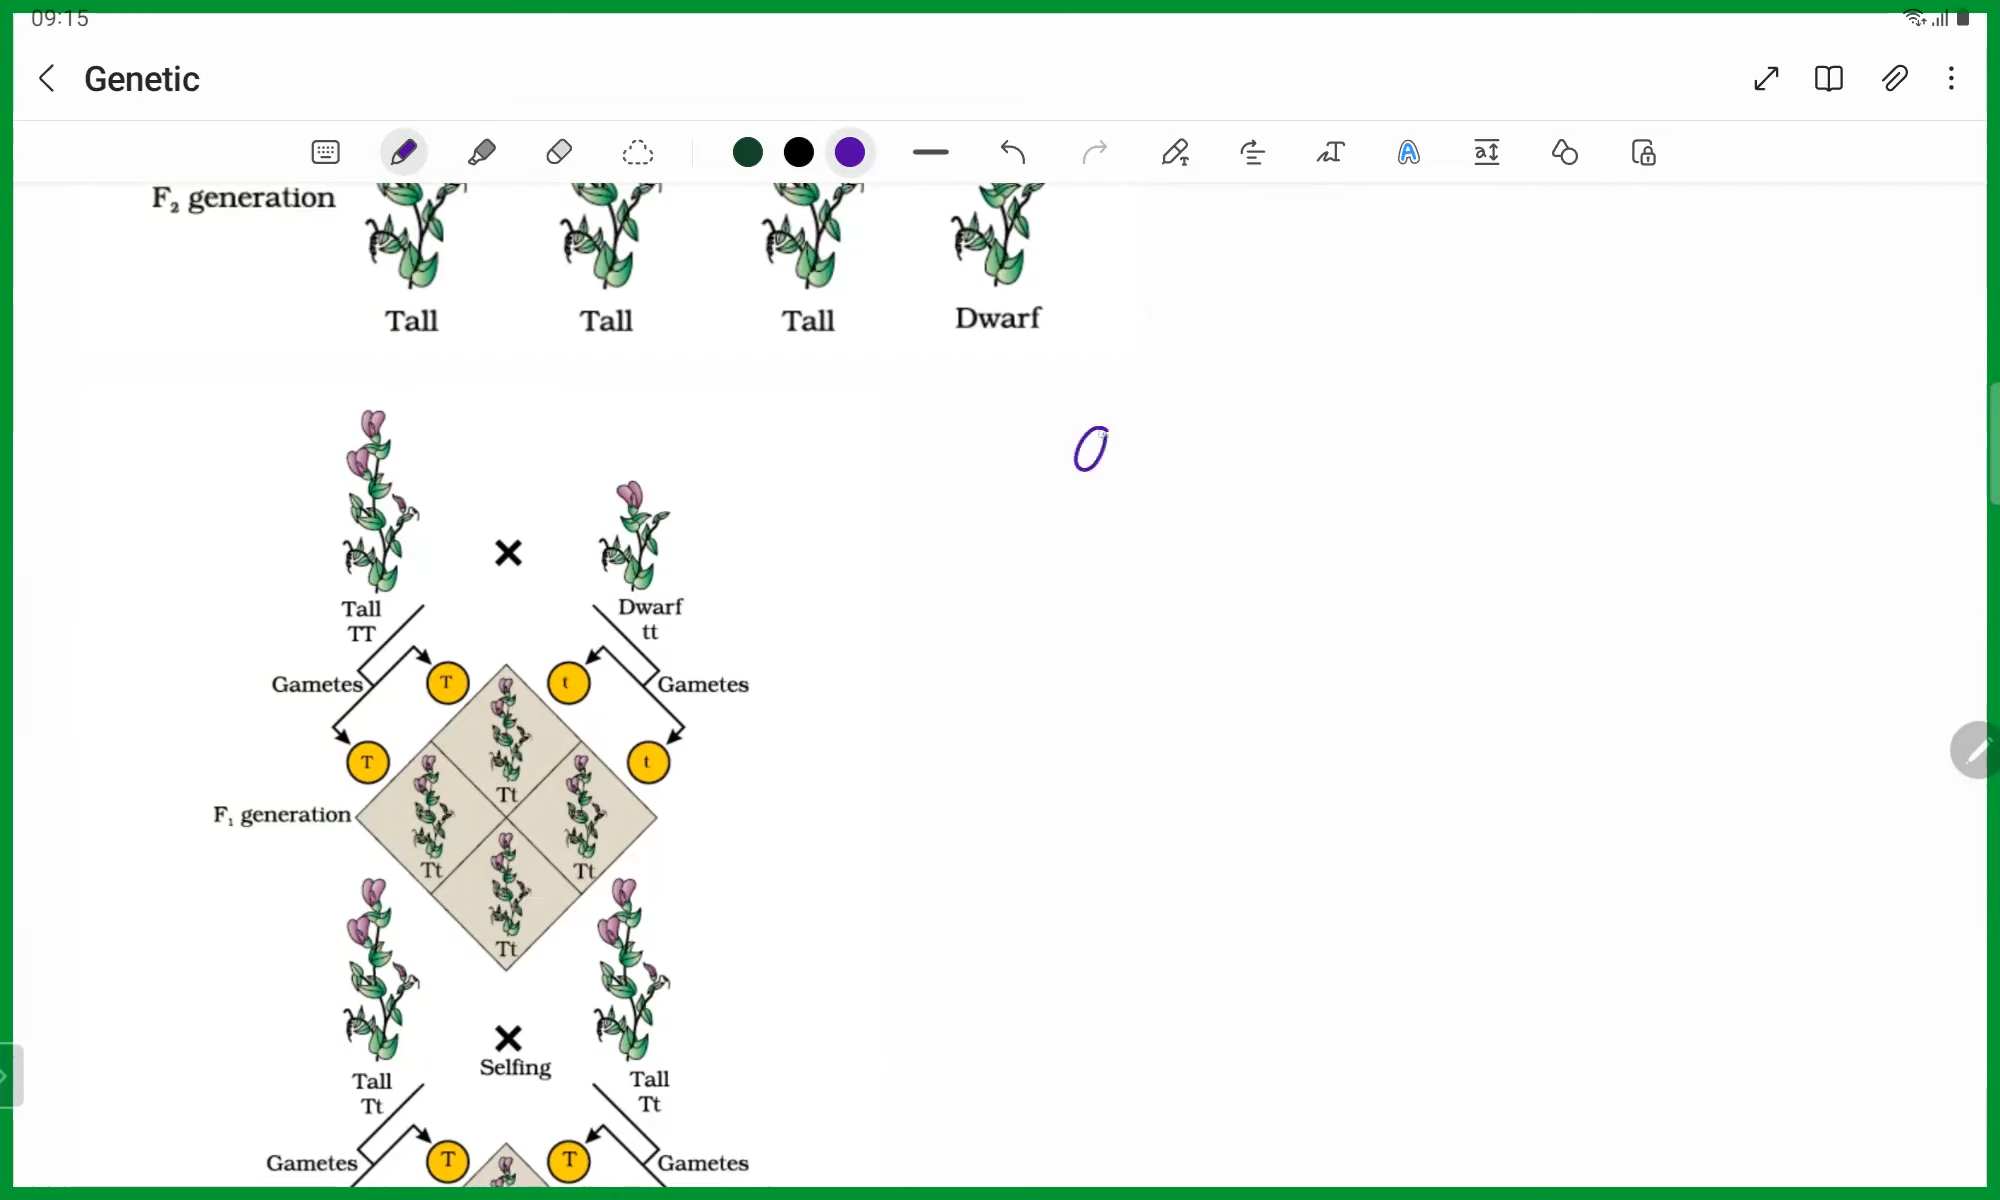 09:15
Genetic
F₂ generation
Tall Tall Tall Dwarf
Tall Dwarf
TT tt
Gametes T t Gametes
T t
Tt
F₁ generation
Tt Tt
Tt
Selfing
Tall Tall
Tt Tt
Gametes T T Gametes